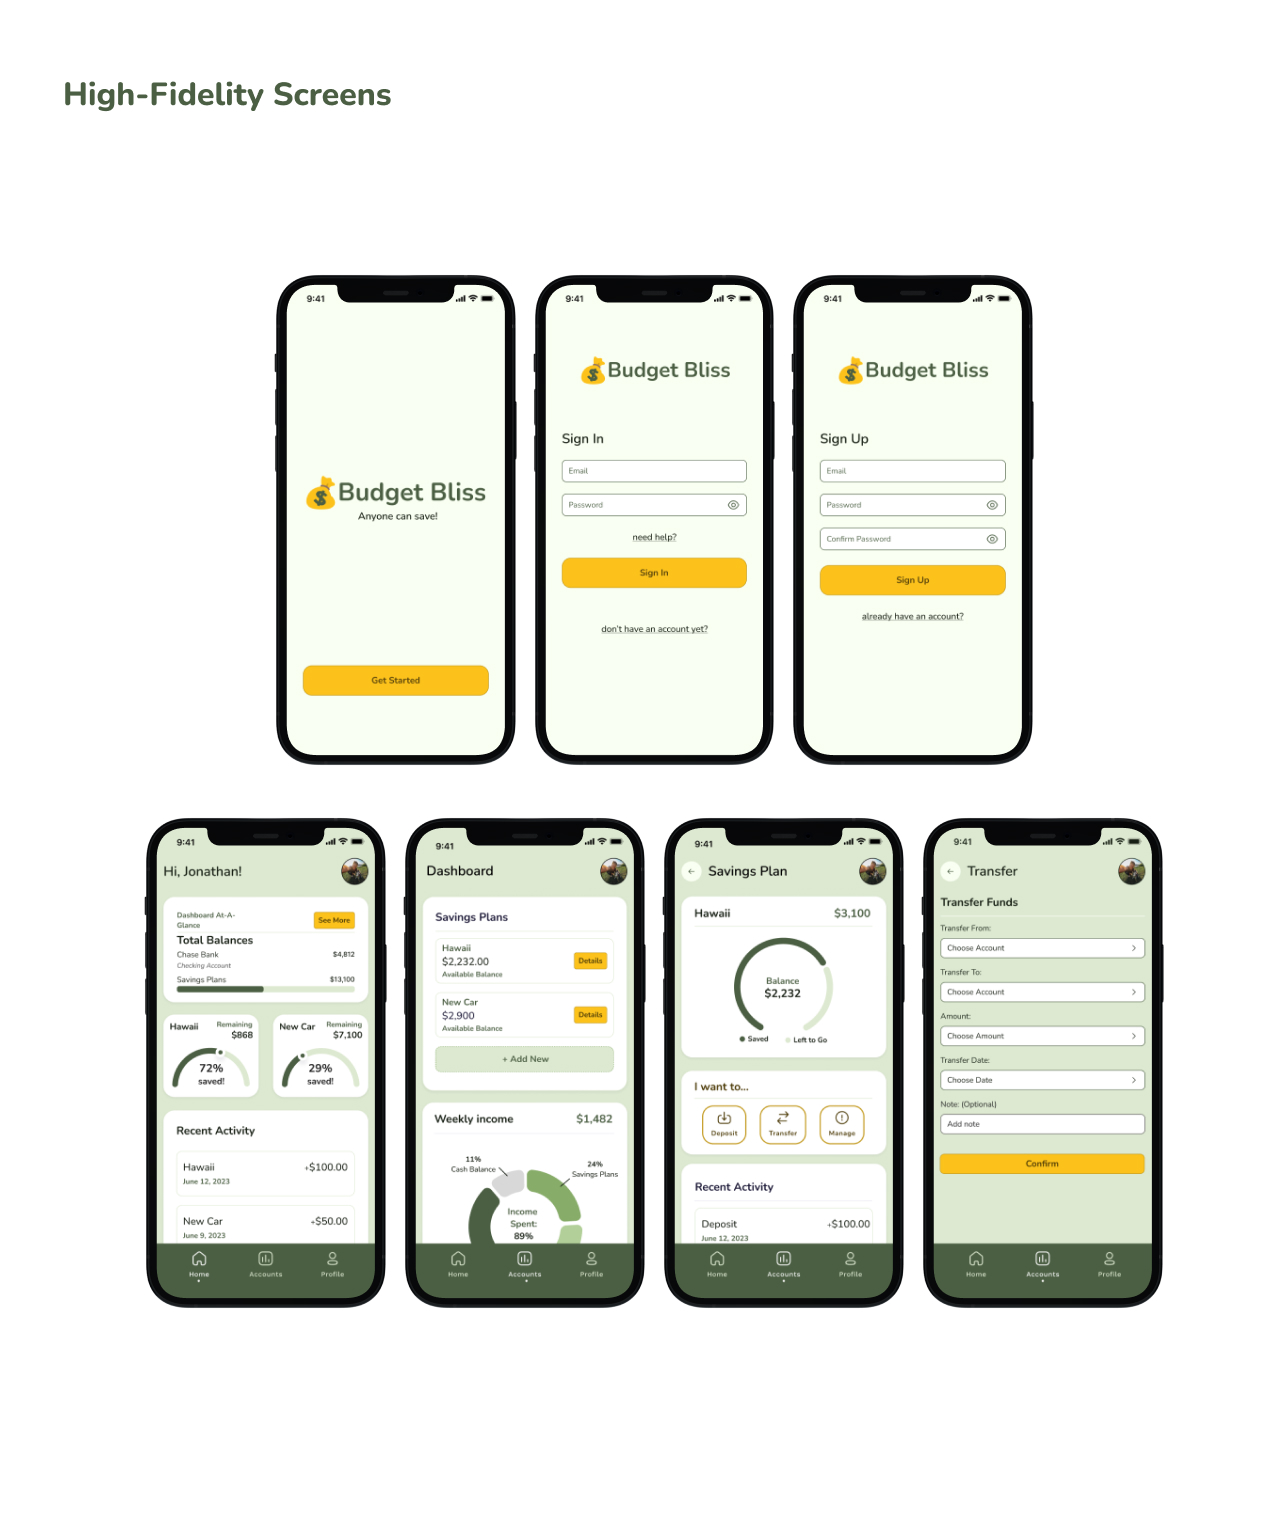 High-Fidelity Screens
9:41
Budget Bliss
Anyone can save!
Get Started
9:41
Budget Bliss
Sign In
Email
Password
need help?
Sign In
don't have an account yet?
9:41
Budget Bliss
Sign Up
Email
Password
Confirm Password
Sign Up
already have an account?
9:41
Hi, Jonathan!
Dashboard At-A-
Glance
See More
Total Balances
Chase Bank
$4,812
Checking Account
Savings Plans
$13,100
Hawaii
Remaining
$868
72%
saved!
New Car
Remaining
$7,100
29%
saved!
Recent Activity
Hawaii
+$100.00
June 12, 2023
New Car
+$50.00
June 9, 2023
Home
Accounts
Profile
9:41
Dashboard
Savings Plans
Hawaii
$2,232.00
Available Balance
Details
New Car
$2,900
Available Balance
Details
+ Add New
Weekly income
$1,482
11%
Cash Balance
24%
Savings Plans
Income
Spent:
89%
Home
Accounts
Profile
9:41
Savings Plan
Hawaii
$3,100
Balance
$2,232
Saved
Left to Go
I want to...
Deposit
Transfer
Manage
Recent Activity
Deposit
+$100.00
June 12, 2023
Home
Accounts
Profile
9:41
Transfer
Transfer Funds
Transfer From:
Choose Account
Transfer To:
Choose Account
Amount:
Choose Amount
Transfer Date:
Choose Date
Note: (Optional)
Add note
Confirm
Home
Accounts
Profile